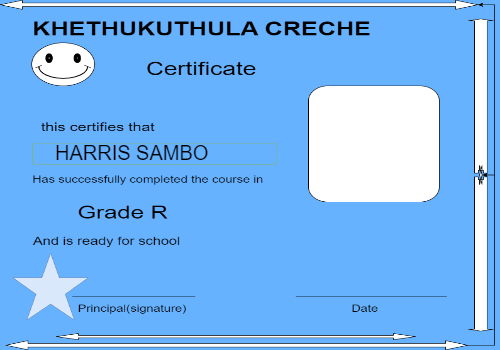 KHETHUKUTHULA CRECHE
Certificate
this certifies that
HARRIS SAMBO
Has successfully completed the course in
Grade R
And is ready for school
Principal(signature)
Date